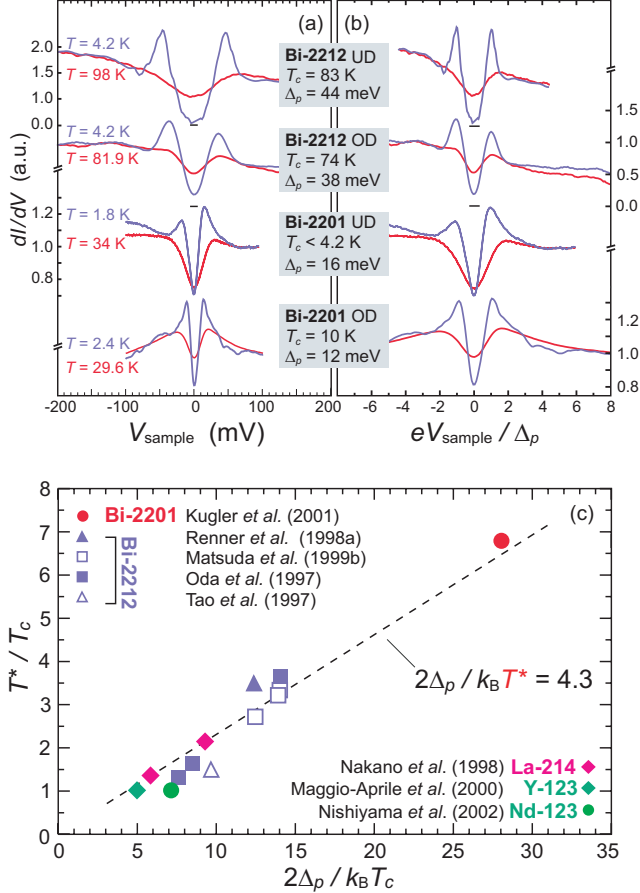 (a)
(b)
T = 4.2 K
T = 98 K
Bi-2212 UD
Tc = 83 K
Δp = 44 meV
2.0
1.5
1.0
0.0
T = 4.2 K
T = 81.9 K
Bi-2212 OD
Tc = 74 K
Δp = 38 meV
1.5
1.0
0.5
0.0
dI/dV (a.u.)
T = 1.8 K
T = 34 K
Bi-2201 UD
Tc < 4.2 K
Δp = 16 meV
1.2
1.0
0.8
T = 2.4 K
T = 29.6 K
Bi-2201 OD
Tc = 10 K
Δp = 12 meV
1.2
1.0
0.8
-200 -100 0 100 200
-4 -2 0 2 4 6 8
Vsample (mV)
eVsample / Δp
(c)
Bi-2201 Kugler et al. (2001)
Bi-2212
Renner et al. (1998a)
Matsuda et al. (1999b)
Oda et al. (1997)
Tao et al. (1997)
2Δp / kBT* = 4.3
Nakano et al. (1998) La-214
Maggio-Aprile et al. (2000) Y-123
Nishiyama et al. (2002) Nd-123
T* / Tc
8
7
6
5
4
3
2
1
0
0 5 10 15 20 25 30 35
2Δp / kBTc